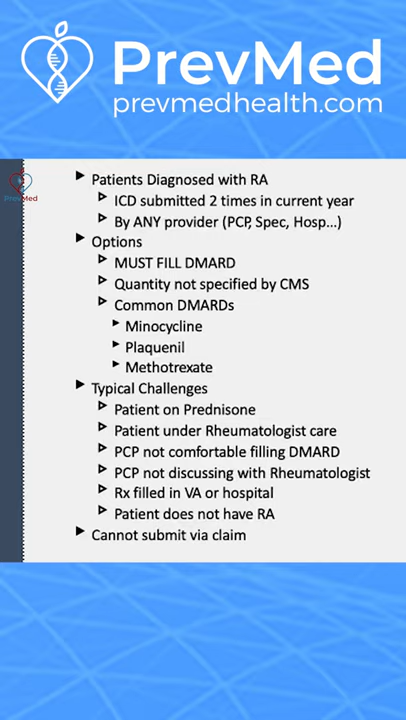 PrevMed
prevmedhealth.com
PrevMed
Patients Diagnosed with RA
ICD submitted 2 times in current year
By ANY provider (PCP, Spec, Hosp...)
Options
MUST FILL DMARD
Quantity not specified by CMS
Common DMARDs
Minocycline
Plaquenil
Methotrexate
Typical Challenges
Patient on Prednisone
Patient under Rheumatologist care
PCP not comfortable filling DMARD
PCP not discussing with Rheumatologist
Rx filled in VA or hospital
Patient does not have RA
Cannot submit via claim